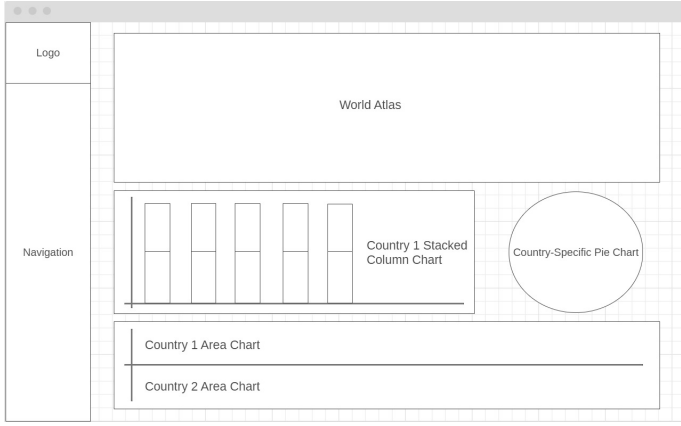 Logo
World Atlas
Navigation
Country 1 Stacked
Column Chart
Country-Specific Pie Chart
Country 1 Area Chart
Country 2 Area Chart